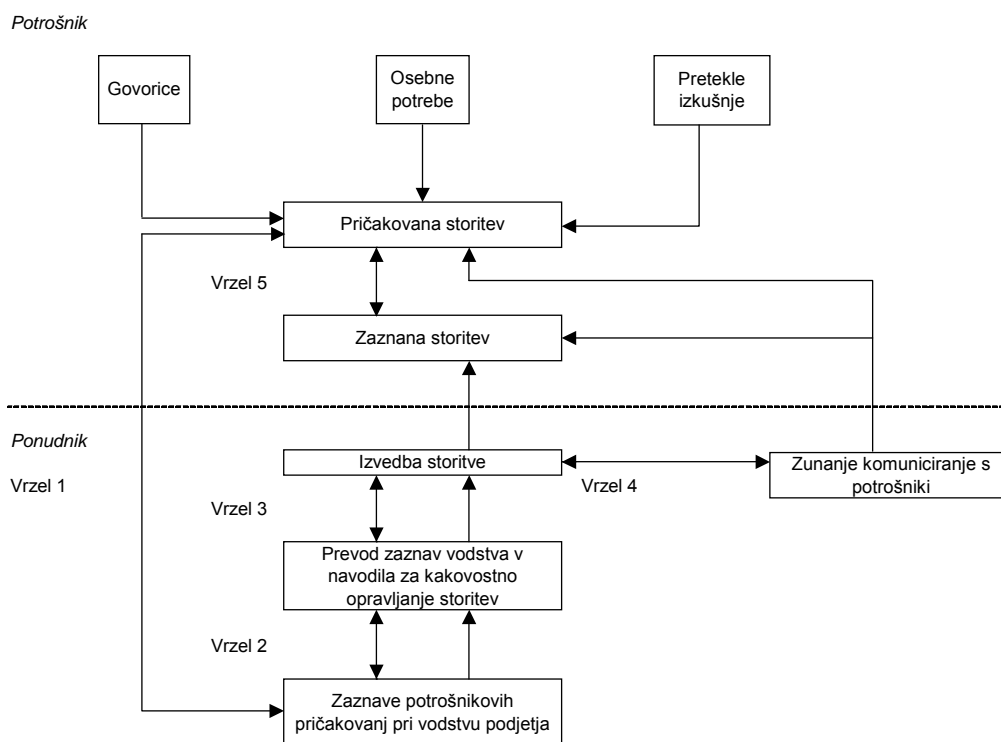 Potrošnik
Govorice
Osebne
potrebe
Pretekle
izkušnje
Pričakovana storitev
Vrzel 5
Zaznana storitev
Ponudnik
Vrzel 1
Izvedba storitve
Vrzel 4
Zunanje komuniciranje s
potrošniki
Vrzel 3
Prevod zaznav vodstva v
navodila za kakovostno
opravljanje storitev
Vrzel 2
Zaznave potrošnikovih
pričakovanj pri vodstvu podjetja